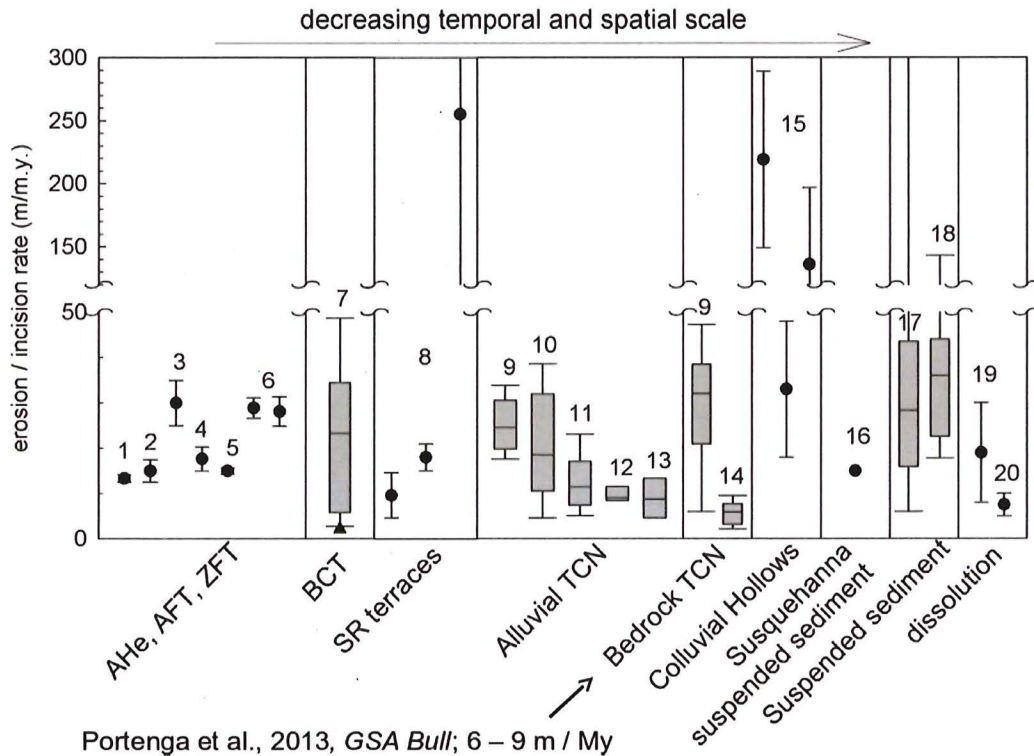 decreasing temporal and spatial scale
erosion / incision rate (m/m.y.)
300
250
200
150
50
0
1
2
3
4
5
6
7
8
9
10
11
12
13
9
14
15
16
17
18
19
20
AHe, AFT, ZFT
BCT
SR terraces
Alluvial TCN
Bedrock TCN
Colluvial Hollows
Susquehanna
suspended sediment
Suspended sediment
dissolution
Portenga et al., 2013, GSA Bull; 6 – 9 m / My